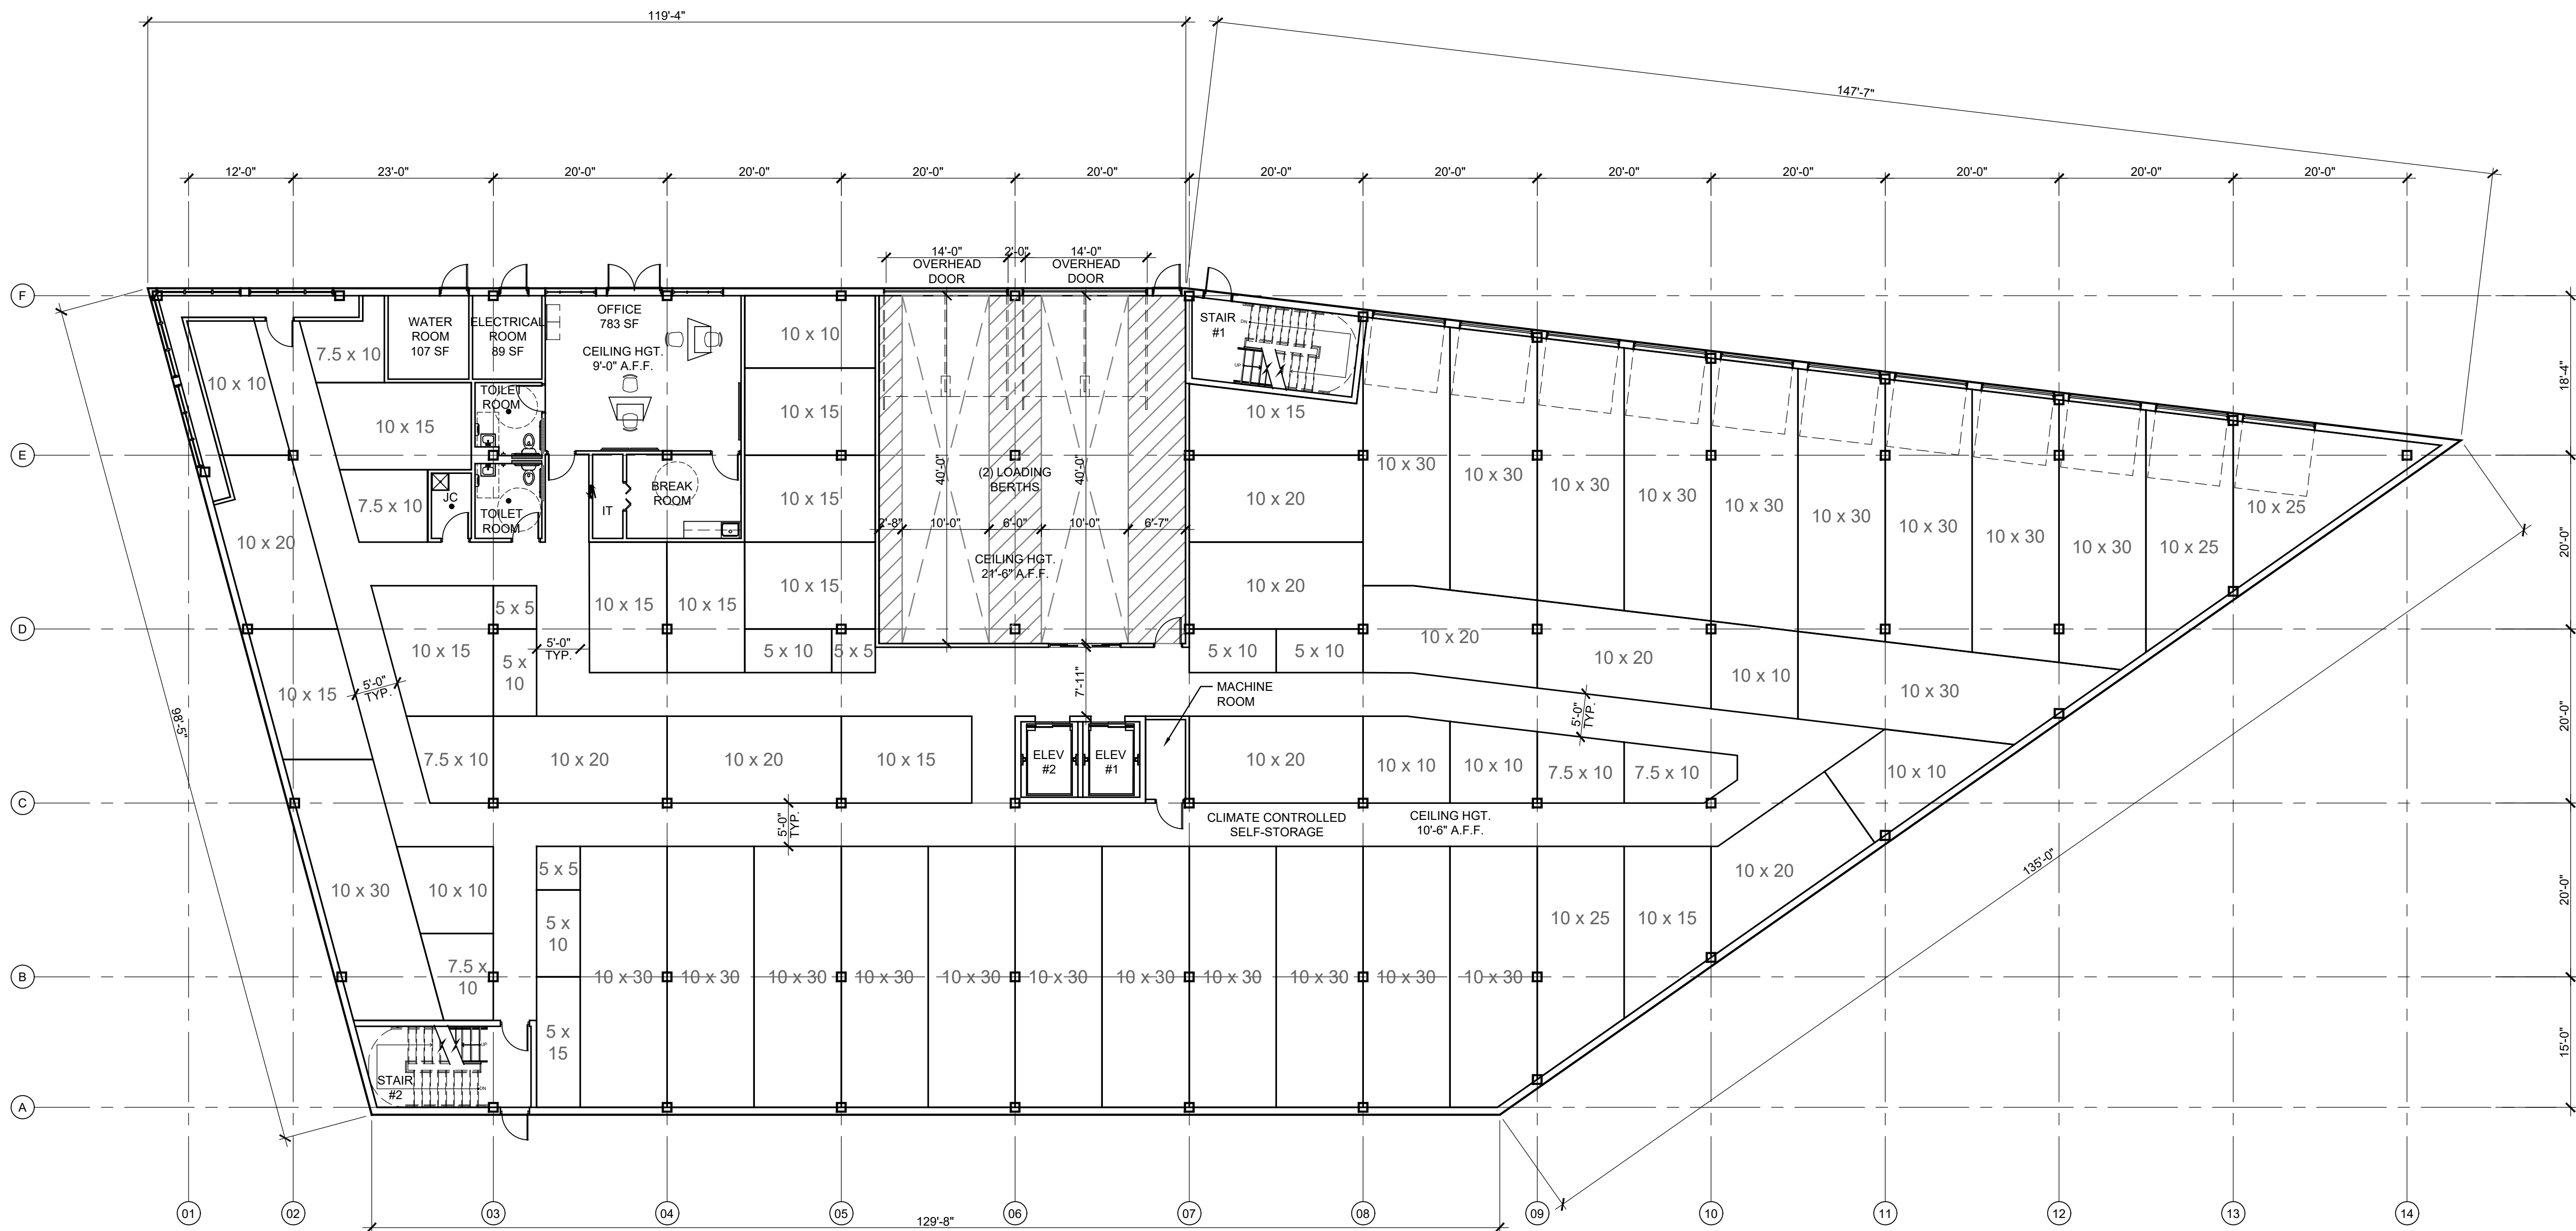 119'-4"
147'-7"
12'-0"
23'-0"
20'-0"
20'-0"
20'-0"
20'-0"
20'-0"
20'-0"
20'-0"
20'-0"
20'-0"
20'-0"
20'-0"
14'-0"
2'-0"
14'-0"
OVERHEAD
DOOR
OVERHEAD
DOOR
F
E
D
C
B
A
18'-4"
20'-0"
20'-0"
20'-0"
15'-0"
WATER
ROOM
107 SF
ELECTRICAL
ROOM
89 SF
OFFICE
783 SF
CEILING HGT.
9'-0" A.F.F.
STAIR
#1
DN
UP
7.5 x 10
10 x 10
10 x 10
TOILET
ROOM
10 x 15
10 x 15
10 x 15
7.5 x 10
JC
TOILET
ROOM
IT
BREAK
ROOM
10 x 15
40'-0"
(2) LOADING
BERTHS
40'-0"
2'-8"
10'-0"
6'-0"
10'-0"
6'-7"
CEILING HGT.
21'-6" A.F.F.
10 x 20
10 x 20
10 x 20
10 x 30
10 x 30
10 x 30
10 x 30
10 x 30
10 x 30
10 x 30
10 x 30
10 x 30
10 x 25
10 x 25
10 x 15
5 x 5
10 x 15
10 x 15
10 x 15
5 x
10
5'-0"
TYP.
5 x 10
5 x 5
5 x 10
5 x 10
10 x 20
10 x 20
10 x 10
10 x 30
10 x 15
5'-0"
TYP.
7'-11"
MACHINE
ROOM
5'-0"
TYP.
98'-5"
7.5 x 10
10 x 20
10 x 20
10 x 15
ELEV
#2
ELEV
#1
10 x 20
10 x 10
10 x 10
7.5 x 10
7.5 x 10
10 x 10
5'-0"
TYP.
CLIMATE CONTROLLED
SELF-STORAGE
CEILING HGT.
10'-6" A.F.F.
135'-0"
10 x 30
10 x 10
5 x 5
5 x
10
10 x 25
10 x 15
10 x 20
7.5 x
10
10 x 30
10 x 30
10 x 30
10 x 30
10 x 30
10 x 30
10 x 30
10 x 30
10 x 30
10 x 30
10 x 30
5 x
15
UP
DN
STAIR
#2
01
02
03
04
05
06
07
08
09
10
11
12
13
14
129'-8"